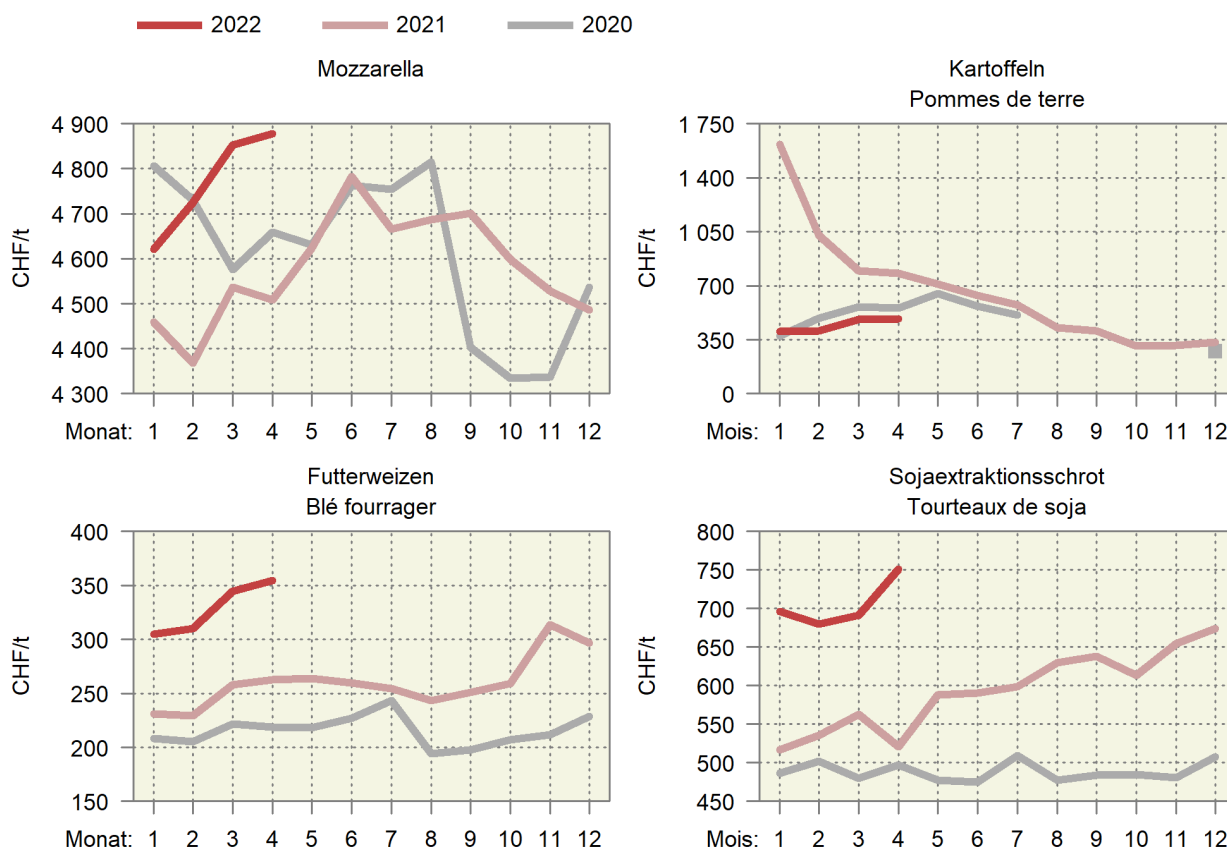 2022 2021 2020
Mozzarella
4 900
4 800
4 700
4 600
4 500
4 400
4 300
CHF/t
Monat: 1 2 3 4 5 6 7 8 9 10 11 12
Kartoffeln
Pommes de terre
1 750
1 400
1 050
700
350
0
CHF/t
Mois: 1 2 3 4 5 6 7 8 9 10 11 12
Futterweizen
Blé fourrager
400
350
300
250
200
150
CHF/t
Monat: 1 2 3 4 5 6 7 8 9 10 11 12
Sojaextraktionsschrot
Tourteaux de soja
800
750
700
650
600
550
500
450
CHF/t
Mois: 1 2 3 4 5 6 7 8 9 10 11 12